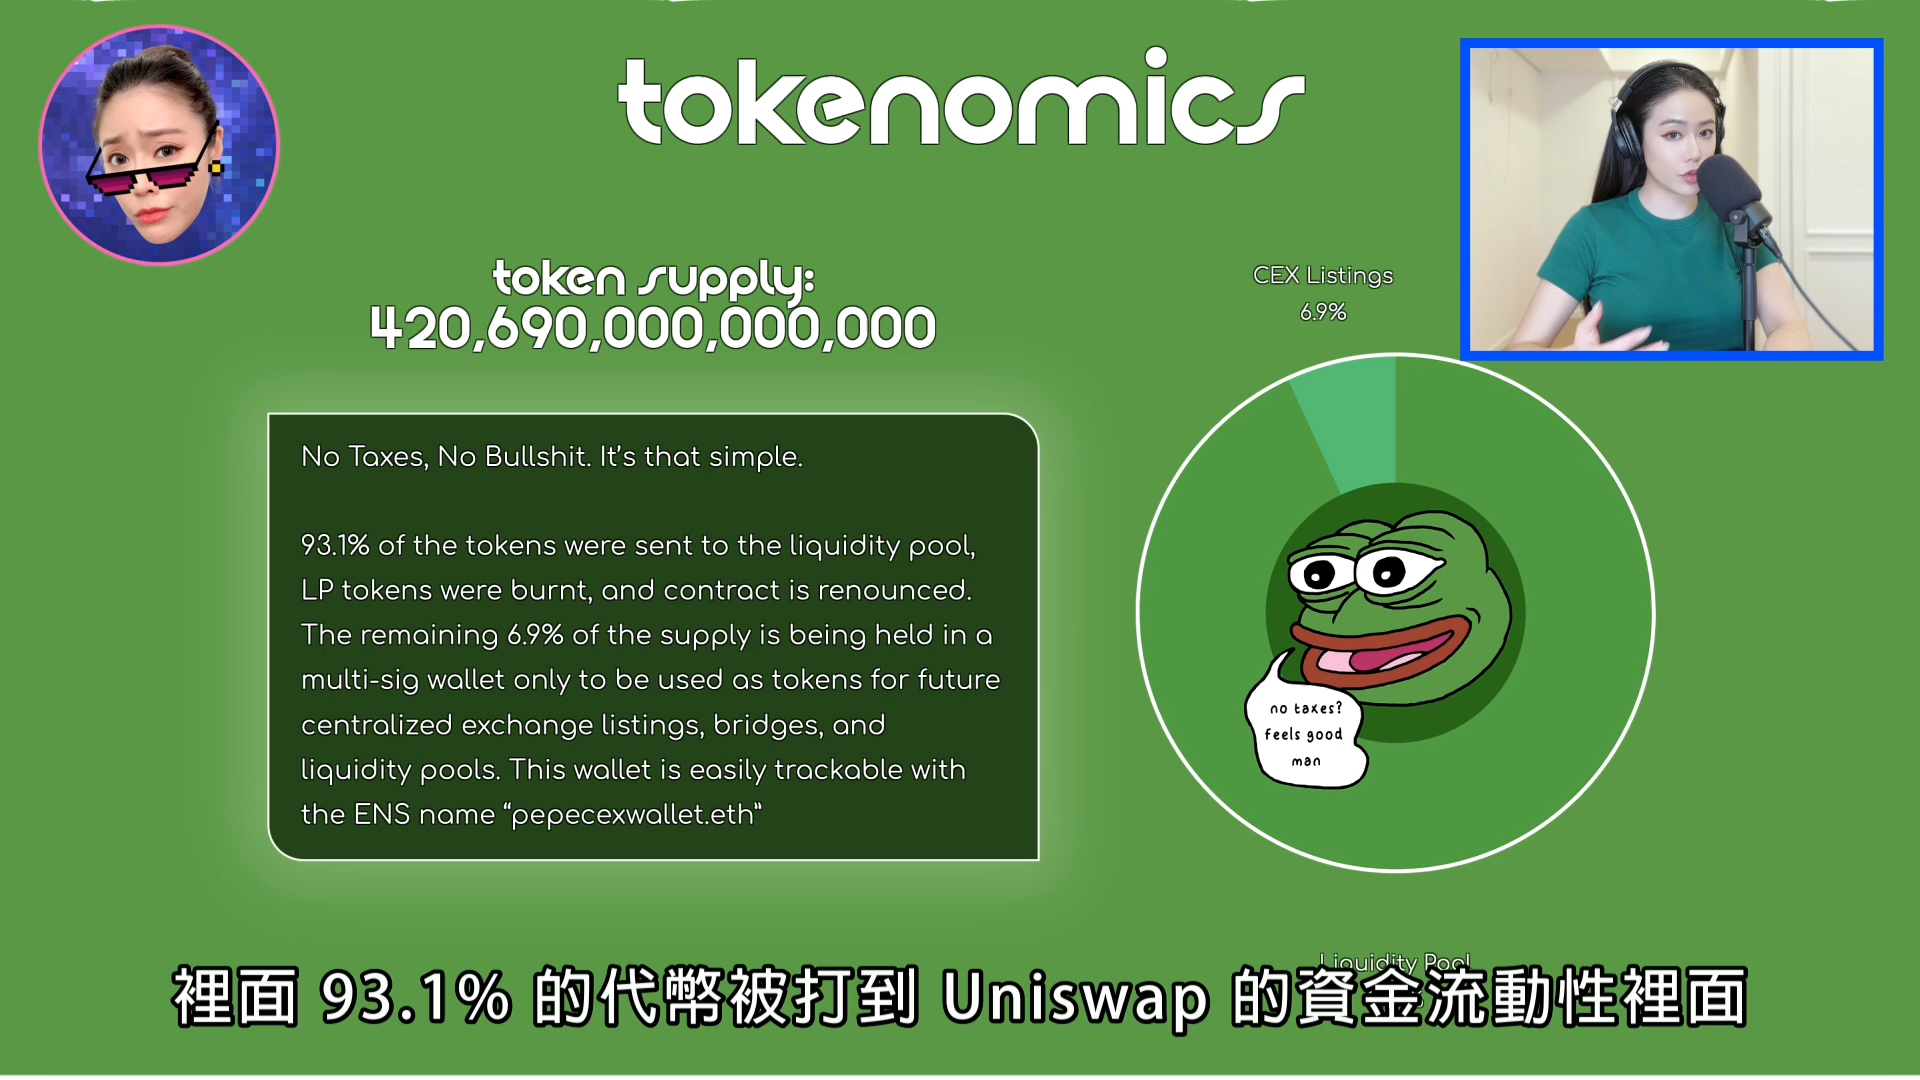 tokenomics
token supply:
420,690,000,000,000
CEX Listings
6.9%
No Taxes, No Bullshit. It's that simple.
93.1% of the tokens were sent to the liquidity pool,
LP tokens were burnt, and contract is renounced.
The remaining 6.9% of the supply is being held in a
multi-sig wallet only to be used as tokens for future
centralized exchange listings, bridges, and
liquidity pools. This wallet is easily trackable with
the ENS name “pepecexwallet.eth”
no taxes?
feels good
man
Liquidity Pool
裡面 93.1% 的代幣被打到 Uniswap 的資金流動性裡面